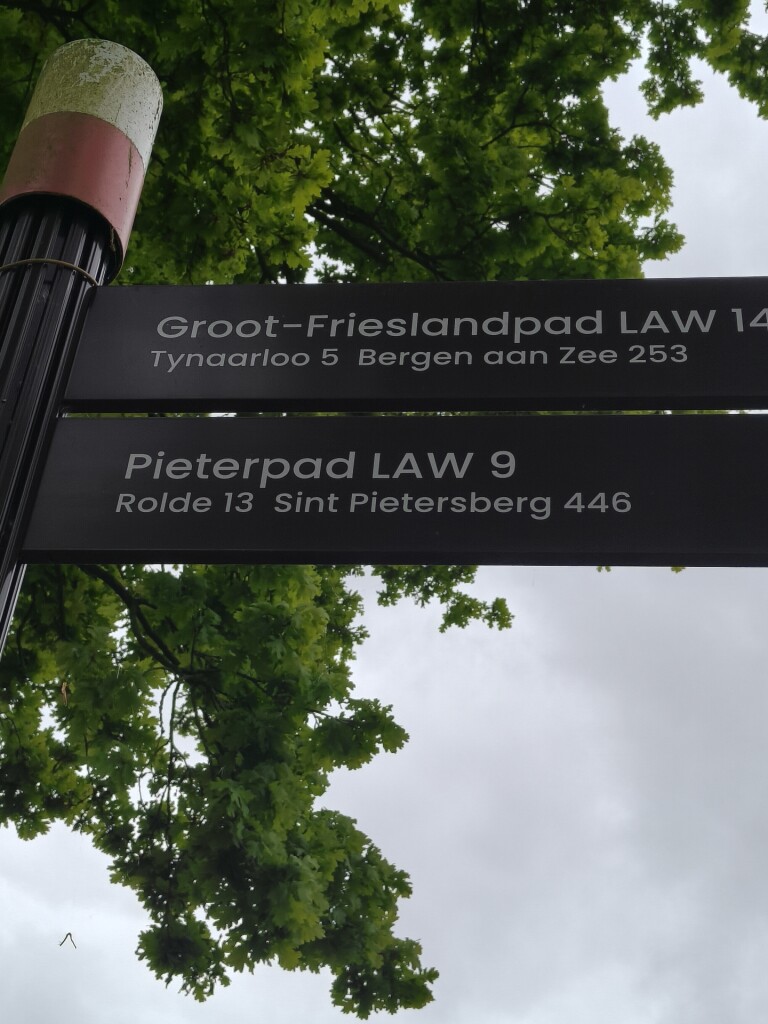 Groot-Frieslandpad LAW 14
Tynaarloo 5 Bergen aan Zee 253
Pieterpad LAW 9
Rolde 13 Sint Pietersberg 446